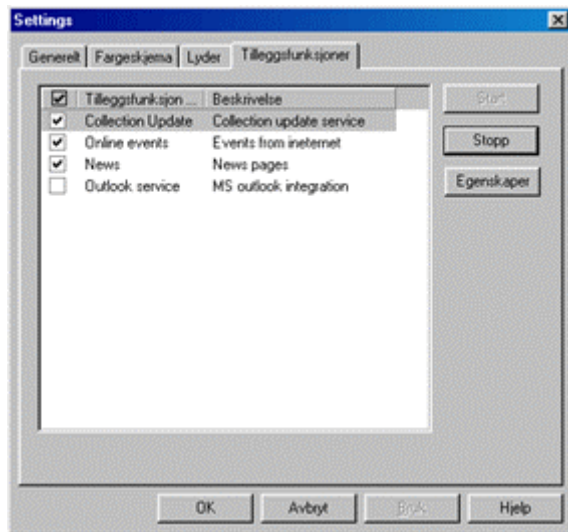 Settings
Generelt Fargeskjema Lyder Tilleggsfunksjoner
Tilleggsfunksjon ... Beskrivelse
Collection Update Collection update service
Online events Events from ineternet
News News pages
Outlook service MS outlook integration
Start
Stopp
Egenskaper
OK Avbryt Bruk Hjelp